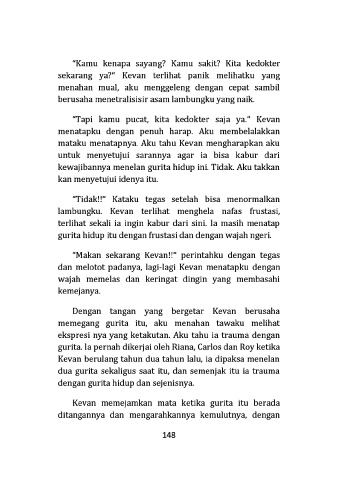 "Kamu kenapa sayang? Kamu sakit? Kita kedokter
sekarang ya?" Kevan terlihat panik melihatku yang
menahan mual, aku menggeleng dengan cepat sambil
berusaha menetralisisir asam lambungku yang naik.
"Tapi kamu pucat, kita kedokter saja ya." Kevan
menatapku dengan penuh harap. Aku membelalakkan
mataku menatapnya. Aku tahu Kevan mengharapkan aku
untuk menyetujui sarannya agar ia bisa kabur dari
kewajibannya menelan gurita hidup ini. Tidak. Aku takkan
kan menyetujui idenya itu.
"Tidak!!" Kataku tegas setelah bisa menormalkan
lambungku. Kevan terlihat menghela nafas frustasi,
terlihat sekali ia ingin kabur dari sini. Ia masih menatap
gurita hidup itu dengan frustasi dan dengan wajah ngeri.
"Makan sekarang Kevan!!" perintahku dengan tegas
dan melotot padanya, lagi-lagi Kevan menatapku dengan
wajah memelas dan keringat dingin yang membasahi
kemejanya.
Dengan tangan yang bergetar Kevan berusaha
memegang gurita itu, aku menahan tawaku melihat
ekspresi nya yang ketakutan. Aku tahu ia trauma dengan
gurita. Ia pernah dikerjai oleh Riana, Carlos dan Roy ketika
Kevan berulang tahun dua tahun lalu, ia dipaksa menelan
dua gurita sekaligus saat itu, dan semenjak itu ia trauma
dengan gurita hidup dan sejenisnya.
Kevan memejamkan mata ketika gurita itu berada
ditangannya dan mengarahkannya kemulutnya, dengan
148